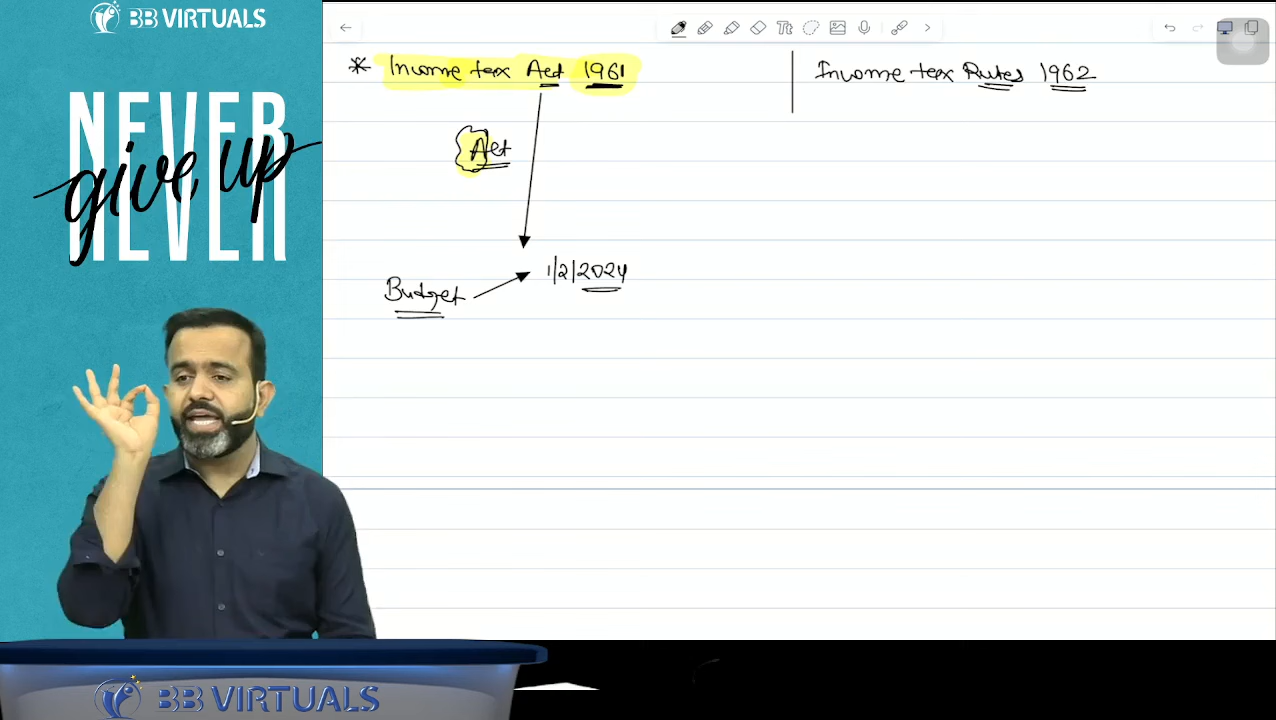 BB VIRTUALS
NEVER
give up
NEVER
* Income tax Act 1961
Income tax Rules 1962
Act
1/2/2024
Budget
Tt
BB VIRTUALS